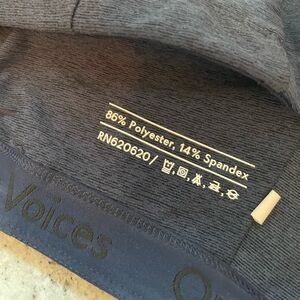 86% Polyester, 14% Spandex
RN620620/
Voices
O